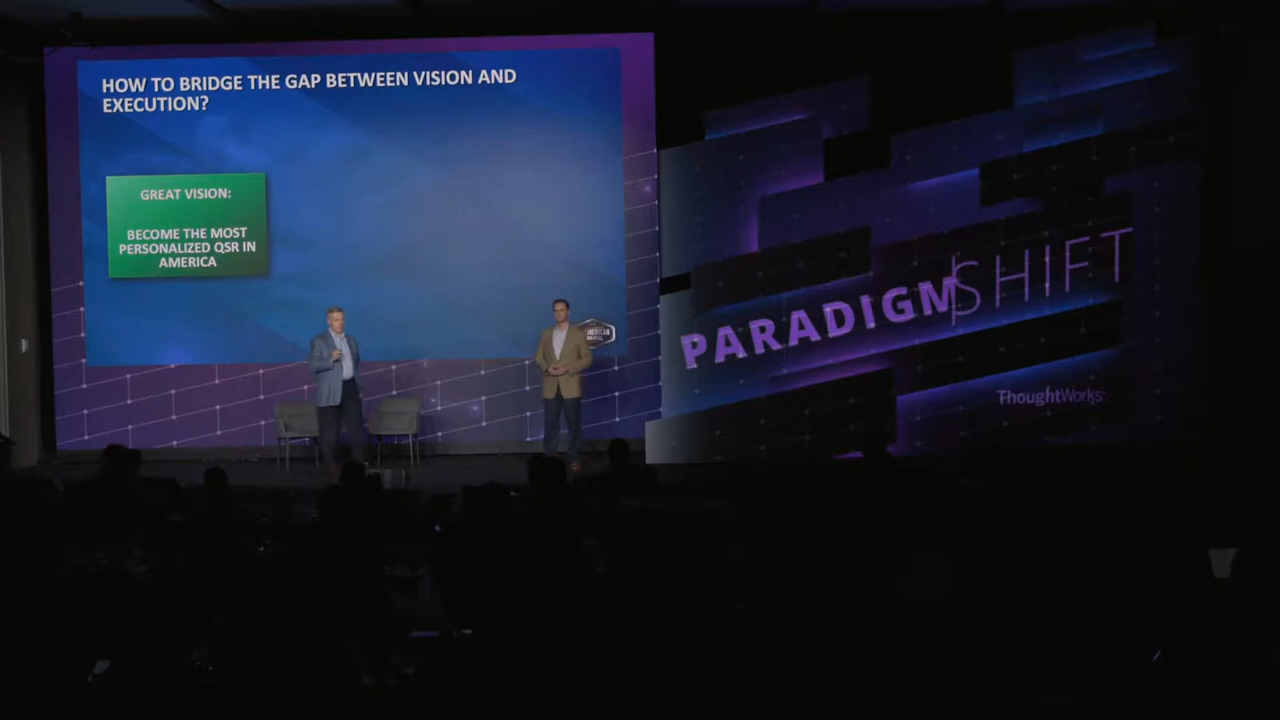 HOW TO BRIDGE THE GAP BETWEEN VISION AND
EXECUTION?
GREAT VISION:
BECOME THE MOST
PERSONALIZED QSR IN
AMERICA
PARADIGM SHIFT
ThoughtWorks